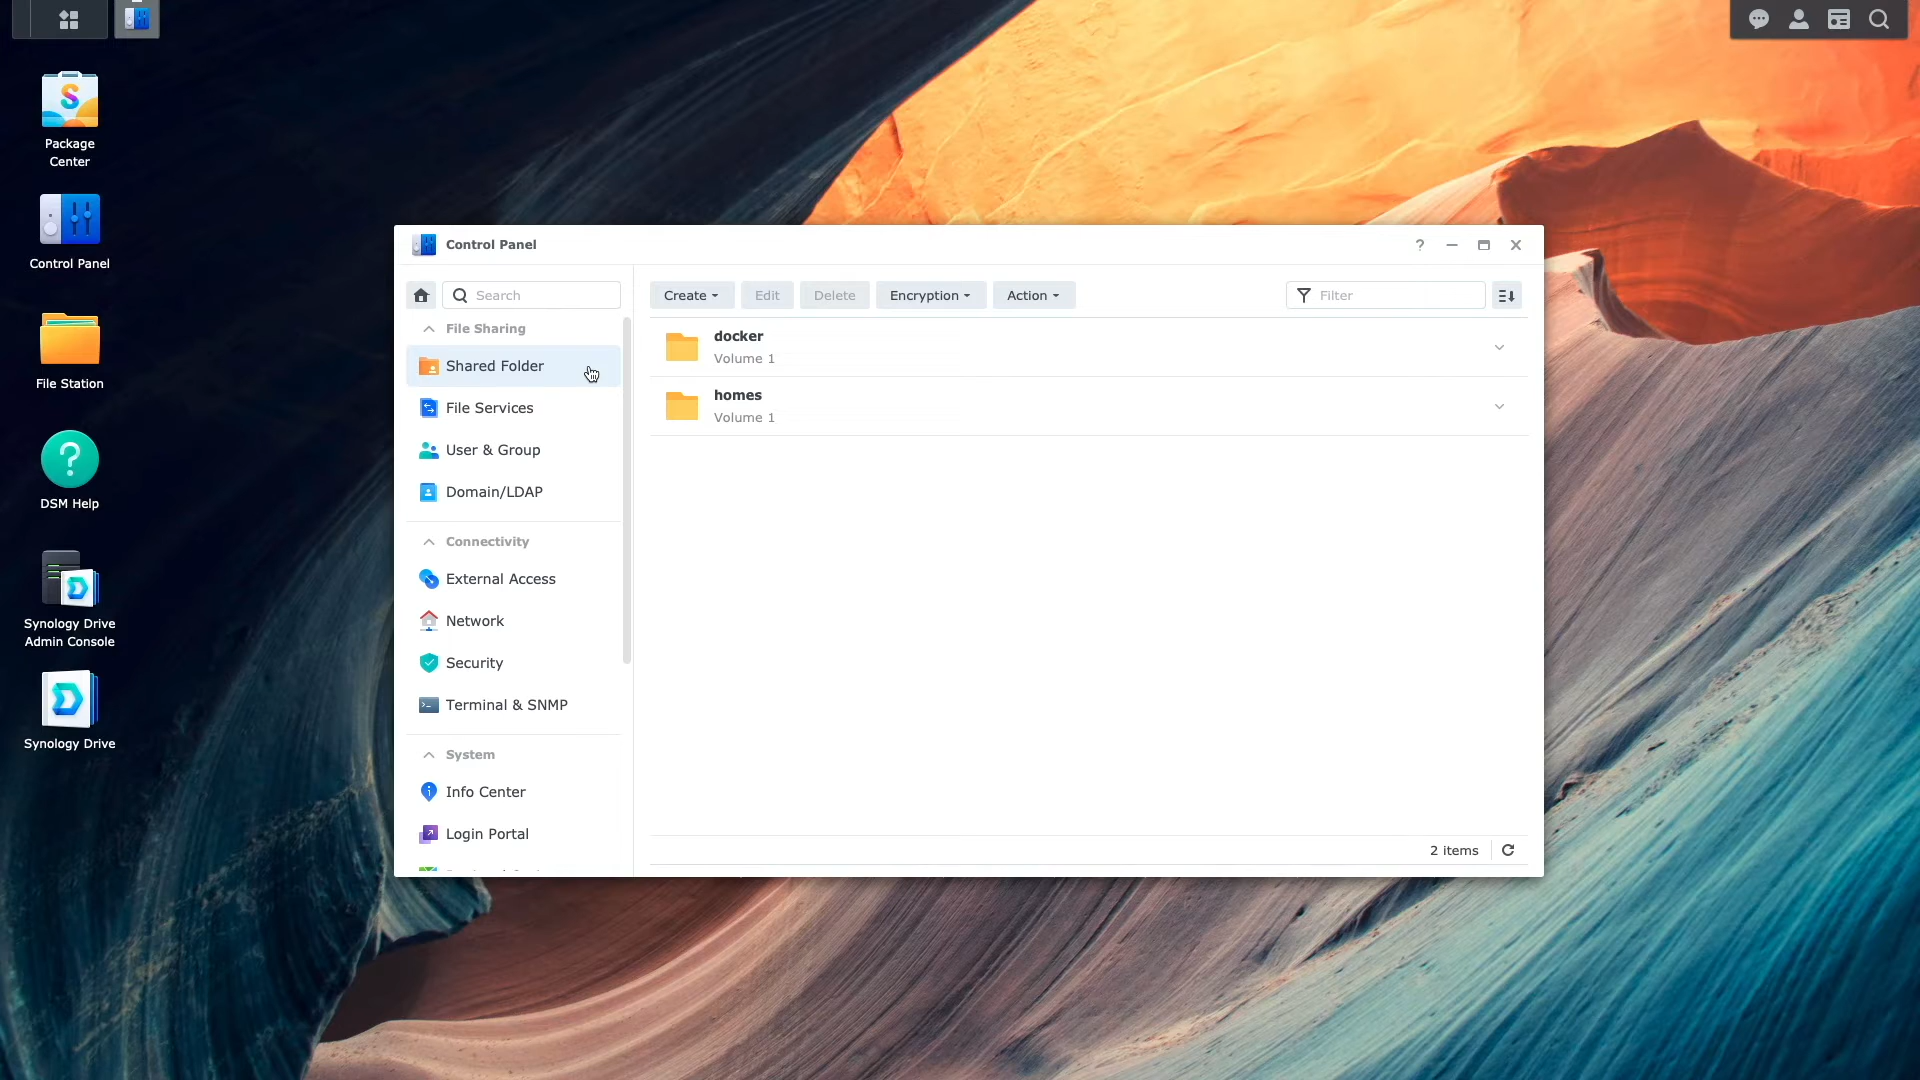 Package
Center
Control Panel
File Station
DSM Help
Synology Drive
Admin Console
Synology Drive
Control Panel
Search
File Sharing
Shared Folder
File Services
User & Group
Domain/LDAP
Connectivity
External Access
Network
Security
Terminal & SNMP
System
Info Center
Login Portal
Create
Edit
Delete
Encryption
Action
Filter
docker
Volume 1
homes
Volume 1
2 items